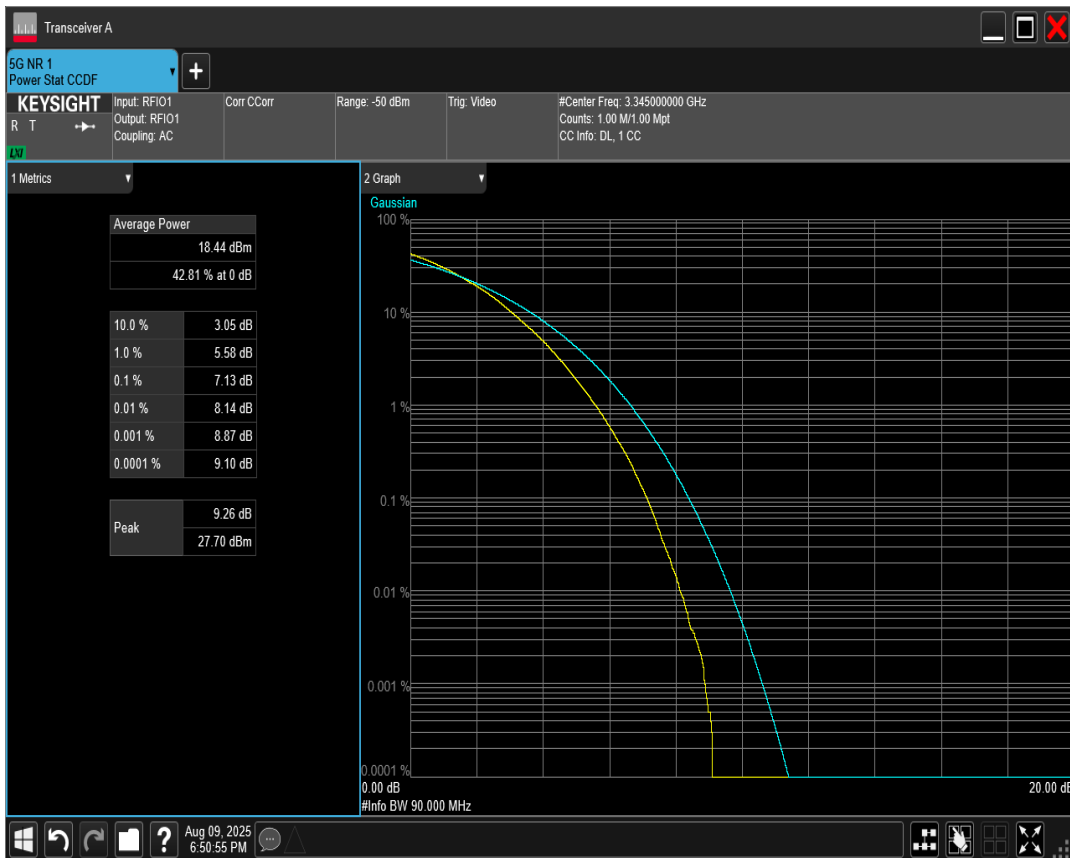 Transceiver A
5G NR 1
Power Stat CCDF
KEYSIGHT
R T
LXI
Input: RFIO1
Output: RFIO1
Coupling: AC
Corr CCorr
Range: -50 dBm
Trig: Video
#Center Freq: 3.345000000 GHz
Counts: 1.00 M/1.00 Mpt
CC Info: DL, 1 CC
1 Metrics
Average Power
18.44 dBm
42.81 % at 0 dB
10.0 % 3.05 dB
1.0 % 5.58 dB
0.1 % 7.13 dB
0.01 % 8.14 dB
0.001 % 8.87 dB
0.0001 % 9.10 dB
Peak
9.26 dB
27.70 dBm
2 Graph
Gaussian
100 %
10 %
1 %
0.1 %
0.01 %
0.001 %
0.0001 %
0.00 dB
20.00 dB
#Info BW 90.000 MHz
?
Aug 09, 2025
6:50:55 PM